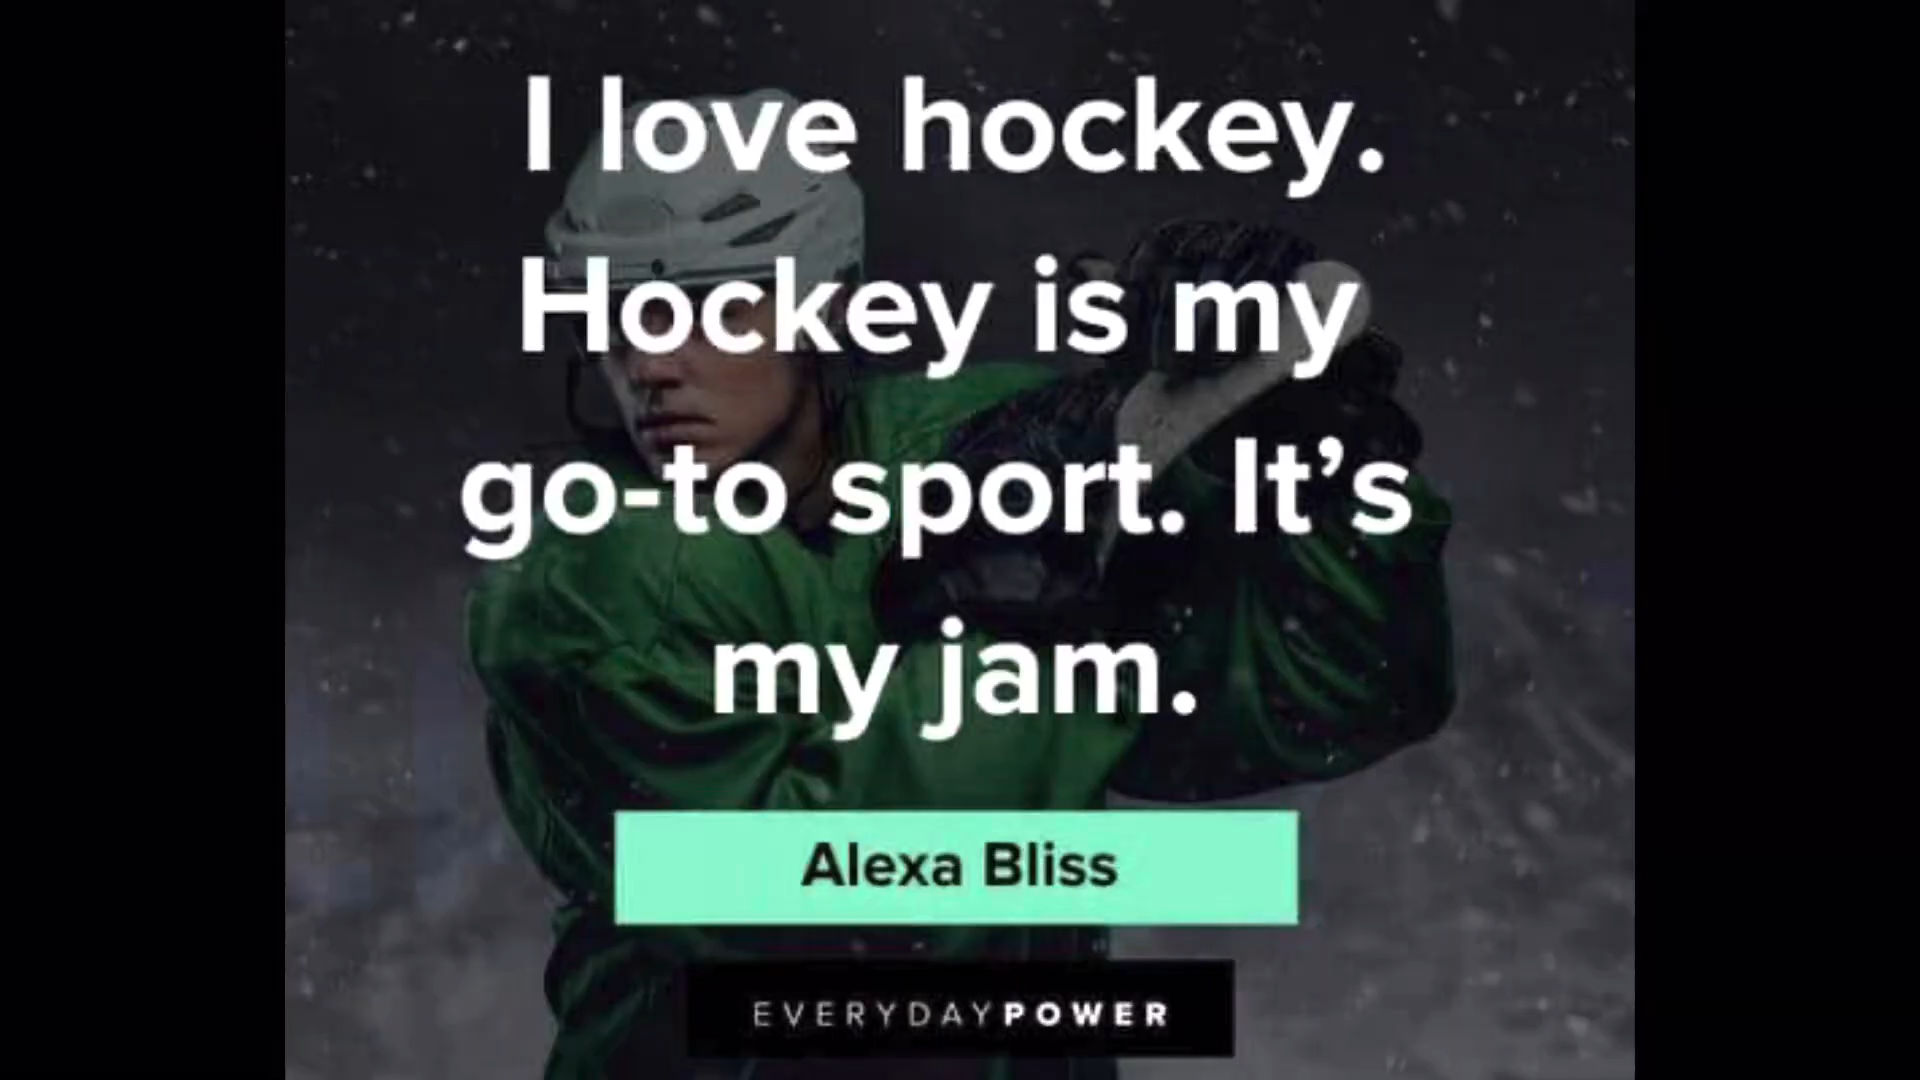 I love hockey.
Hockey is my
go-to sport. It’s
my jam.
Alexa Bliss
EVERYDAYPOWER